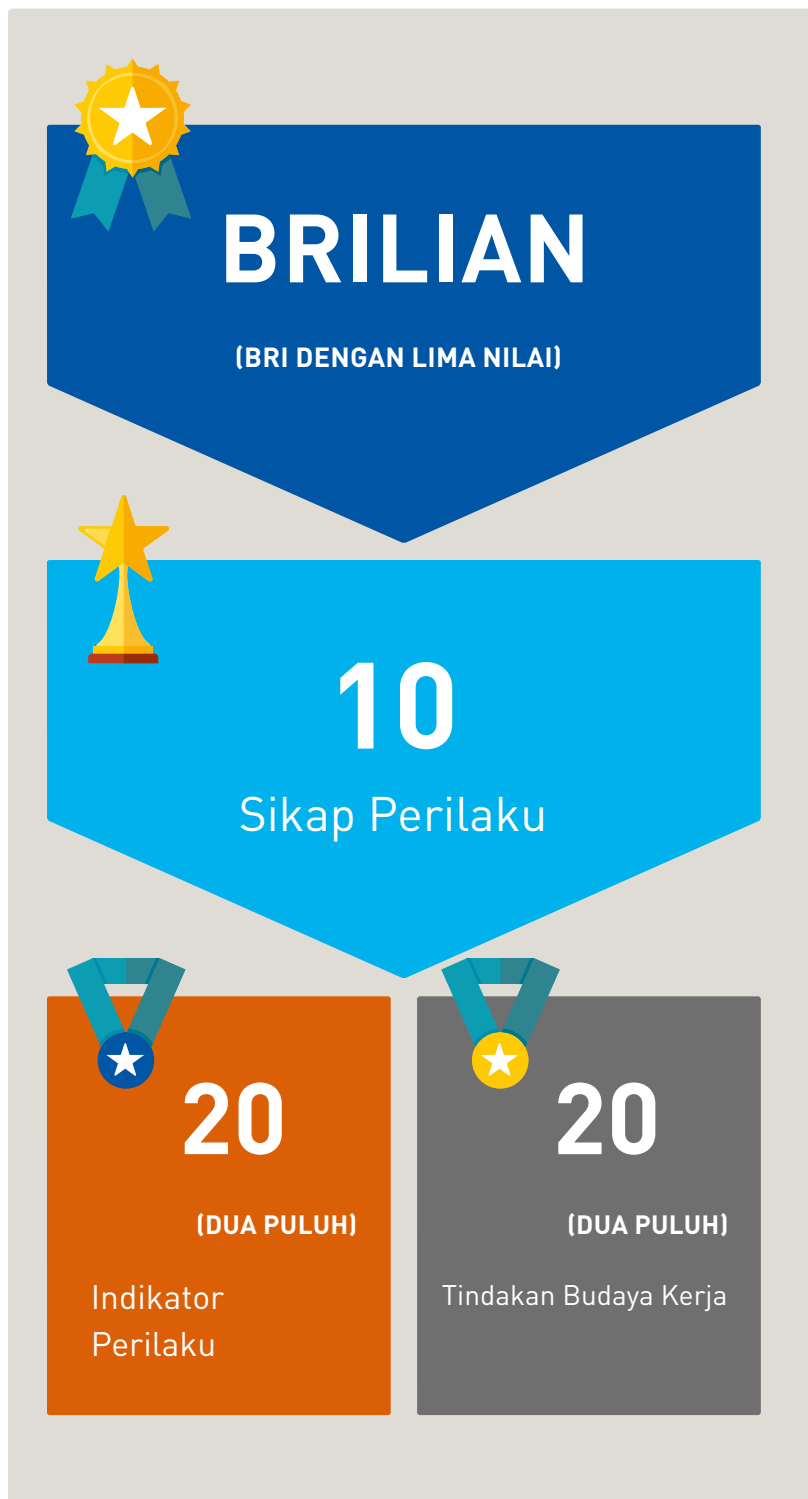 BRILIAN
(BRI DENGAN LIMA NILAI)
10
Sikap Perilaku
20
(DUA PULUH)
Indikator
Perilaku
20
(DUA PULUH)
Tindakan Budaya Kerja